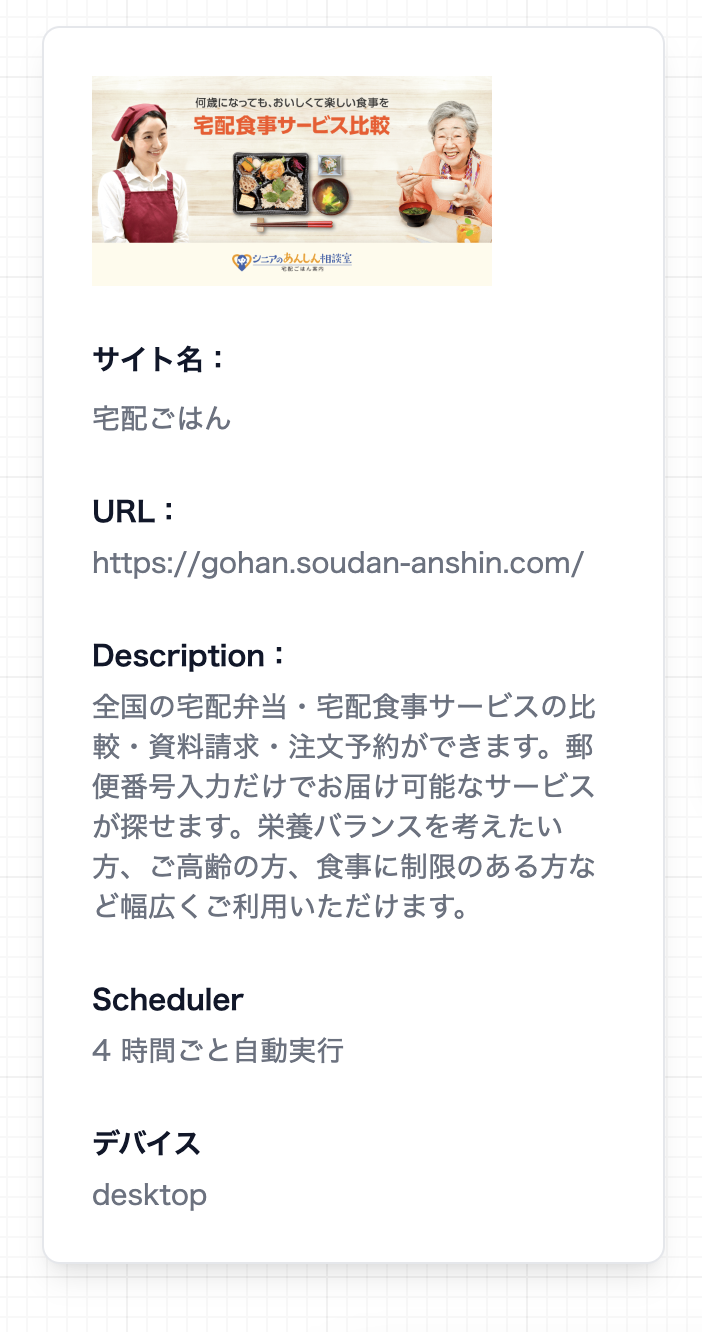 何歳になっても、おいしくて楽しい食事を
宅配食事サービス比較
シニアのあんしん相談室
宅配ごはん案内
サイト名：
宅配ごはん
URL：
https://gohan.soudan-anshin.com/
Description：
全国の宅配弁当・宅配食事サービスの比
較・資料請求・注文予約ができます。郵
便番号入力だけでお届け可能なサービス
が探せます。栄養バランスを考えたい
方、ご高齢の方、食事に制限のある方な
ど幅広くご利用いただけます。
Scheduler
4 時間ごと自動実行
デバイス
desktop